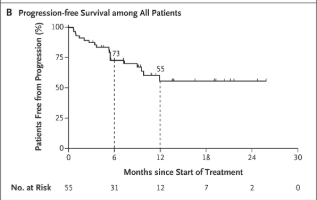 B Progression-free Survival among All Patients
Patients Free from Progression (%)
100
75
50
25
0
73
55
0 6 12 18 24 30
Months since Start of Treatment
No. at Risk 55 31 12 7 2 0